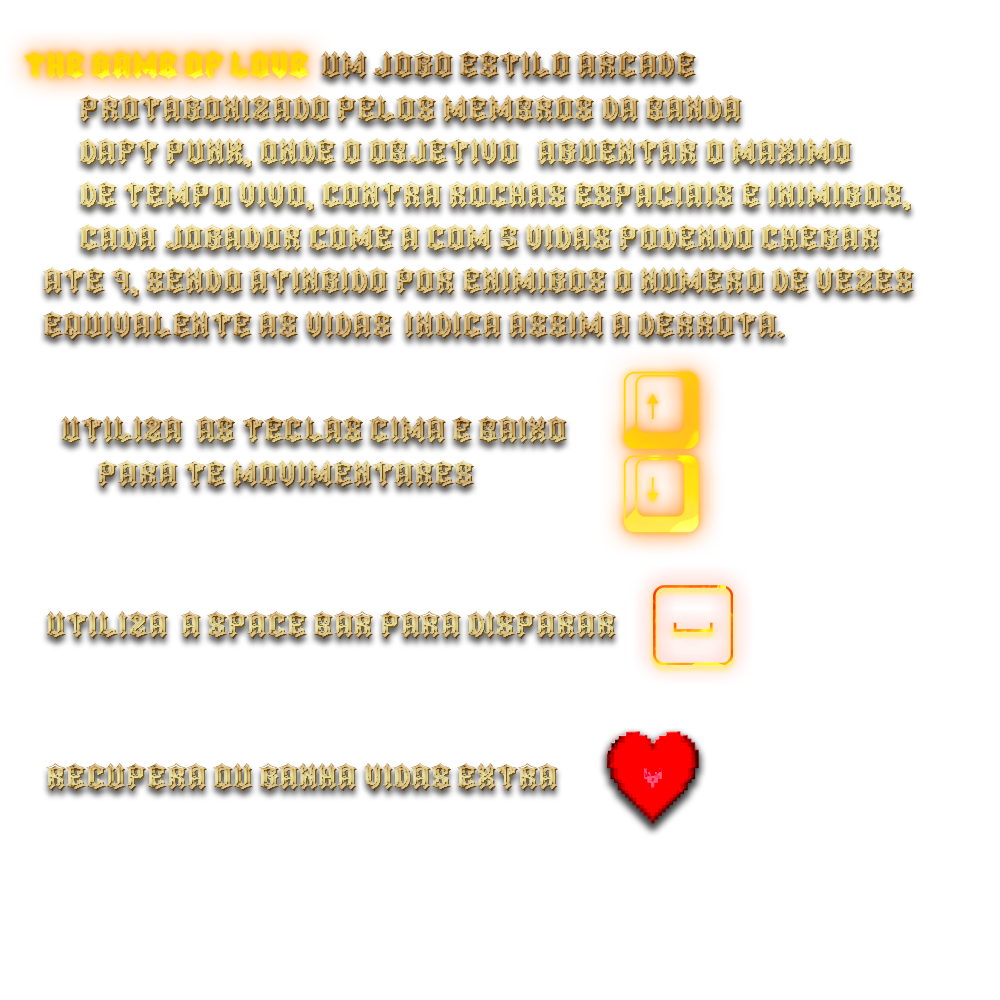 THE GAME OF LOVE UM JOGO ESTILO ARCADE
PROTAGONIZADO PELOS MEMBROS DA BANDA
DAFT PUNK, ONDE O OBJETIVO AGUENTAR O MAXIMO
DE TEMPO VIVO, CONTRA ROCHAS ESPACIAIS E INIMIGOS,
CADA JOGADOR COME A COM 3 VIDAS PODENDO CHEGAR
ATE 9, SENDO ATINGIDO POR ENIMIGOS O NUMERO DE VEZES
EQUIVALENTE AS VIDAS INDICA ASSIM A DERROTA.
UTILIZA AS TECLAS CIMA E BAIXO
PARA TE MOVIMENTARES
UTILIZA A SPACE BAR PARA DISPARAR
RECUPERA OU GANHA VIDAS EXTRA